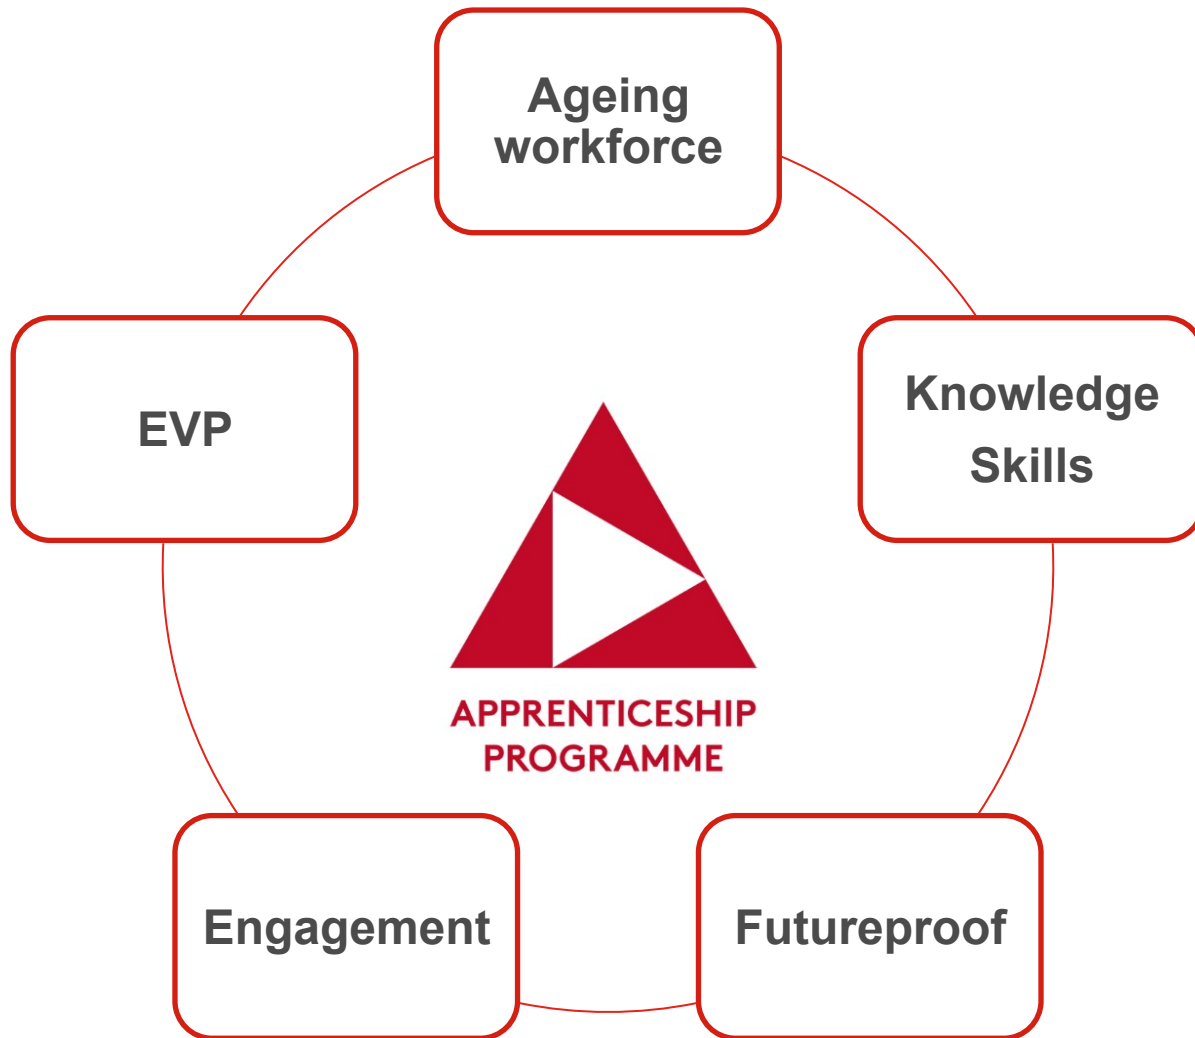 Ageing
workforce
EVP
Knowledge
Skills
APPRENTICESHIP
PROGRAMME
Engagement
Futureproof